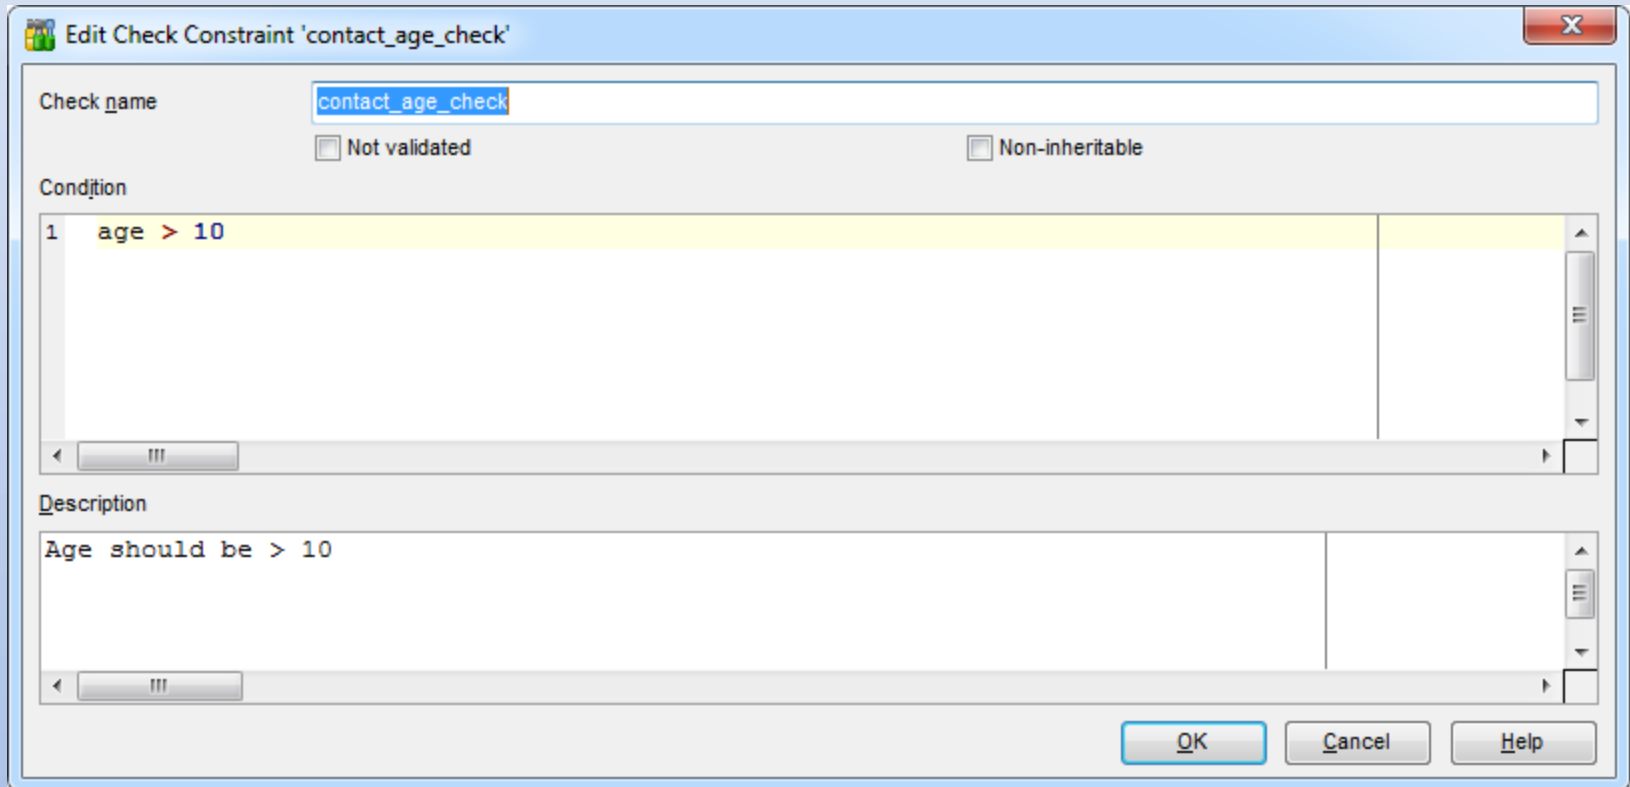 Edit Check Constraint 'contact_age_check'
X
Check name
contact_age_check
Not validated
Non-inheritable
Condition
1 age > 10
Description
Age should be > 10
OK Cancel Help